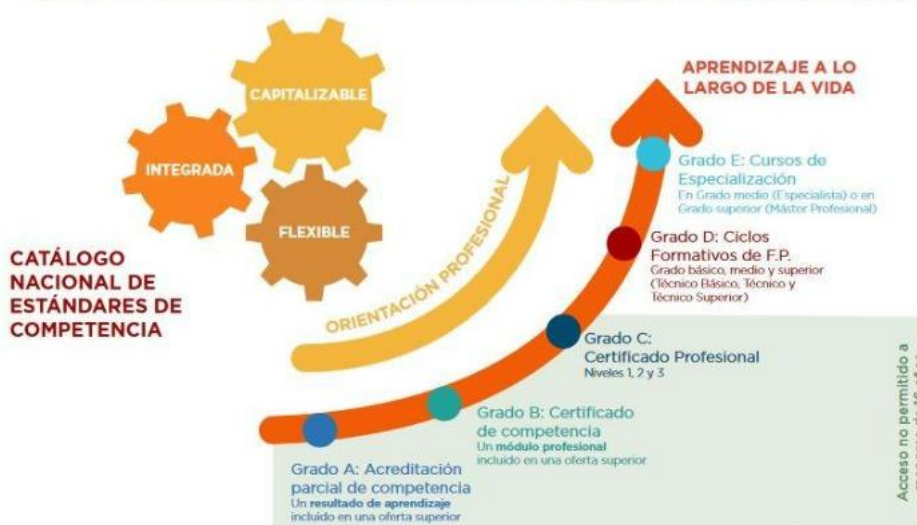 CAPITALIZABLE
INTEGRADA
FLEXIBLE
CATÁLOGO
NACIONAL DE
ESTÁNDARES DE
COMPETENCIA
ORIENTACIÓN PROFESIONAL
APRENDIZAJE A LO
LARGO DE LA VIDA
Grado E: Cursos de
Especialización
En Grado medio (Especialista) o en
Grado superior (Máster Profesional)
Grado D: Ciclos
Formativos de F.P.
Grado básico, medio y superior
(Técnico Básico, Técnico y
Técnico Superior)
Grado C:
Certificado Profesional
Niveles 1, 2 y 3
Grado B: Certificado
de competencia
Un módulo profesional
incluido en una oferta superior
Grado A: Acreditación
parcial de competencia
Un resultado de aprendizaje
incluido en una oferta superior
Acceso no permitido a